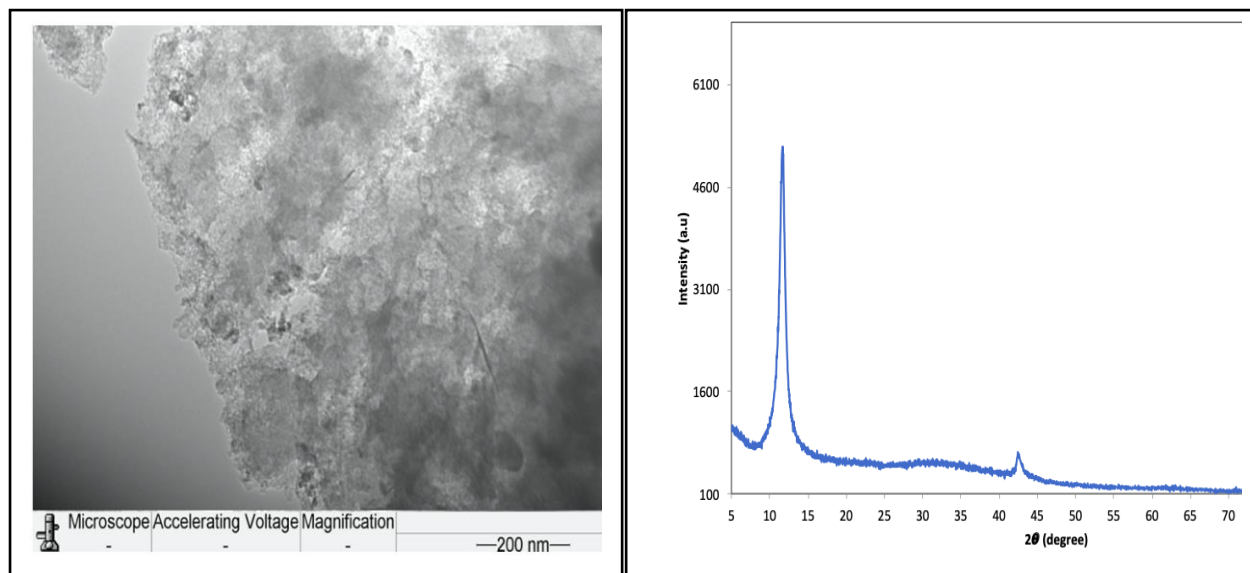 Microscope Accelerating Voltage Magnification
- - - 200 nm
6100
4600
3100
1600
100
Intensity (a.u)
5 10 15 20 25 30 35 40 45 50 55 60 65 70
2θ (degree)